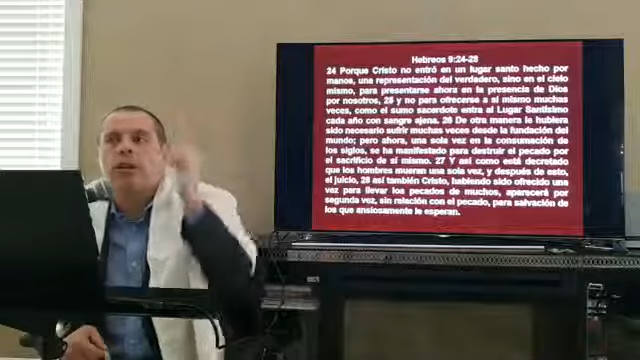 Hebreos 9:24-28
24 Porque Cristo no entró en un lugar santo hecho por
manos, una representación del verdadero, sino en el cielo
mismo, para presentarse ahora en la presencia de Dios
por nosotros, 25 y no para ofrecerse a sí mismo muchas
veces, como el sumo sacerdote entra al Lugar Santísimo
cada año con sangre ajena. 26 De otra manera le hubiera
sido necesario sufrir muchas veces desde la fundación del
mundo; pero ahora, una sola vez en la consumación de
los siglos, se ha manifestado para destruir el pecado por
el sacrificio de sí mismo. 27 Y así como está decretado
que los hombres mueran una sola vez, y después de esto,
el juicio, 28 así también Cristo, habiendo sido ofrecido una
vez para llevar los pecados de muchos, aparecerá por
segunda vez, sin relación con el pecado, para salvación de
los que ansiosamente le esperan.